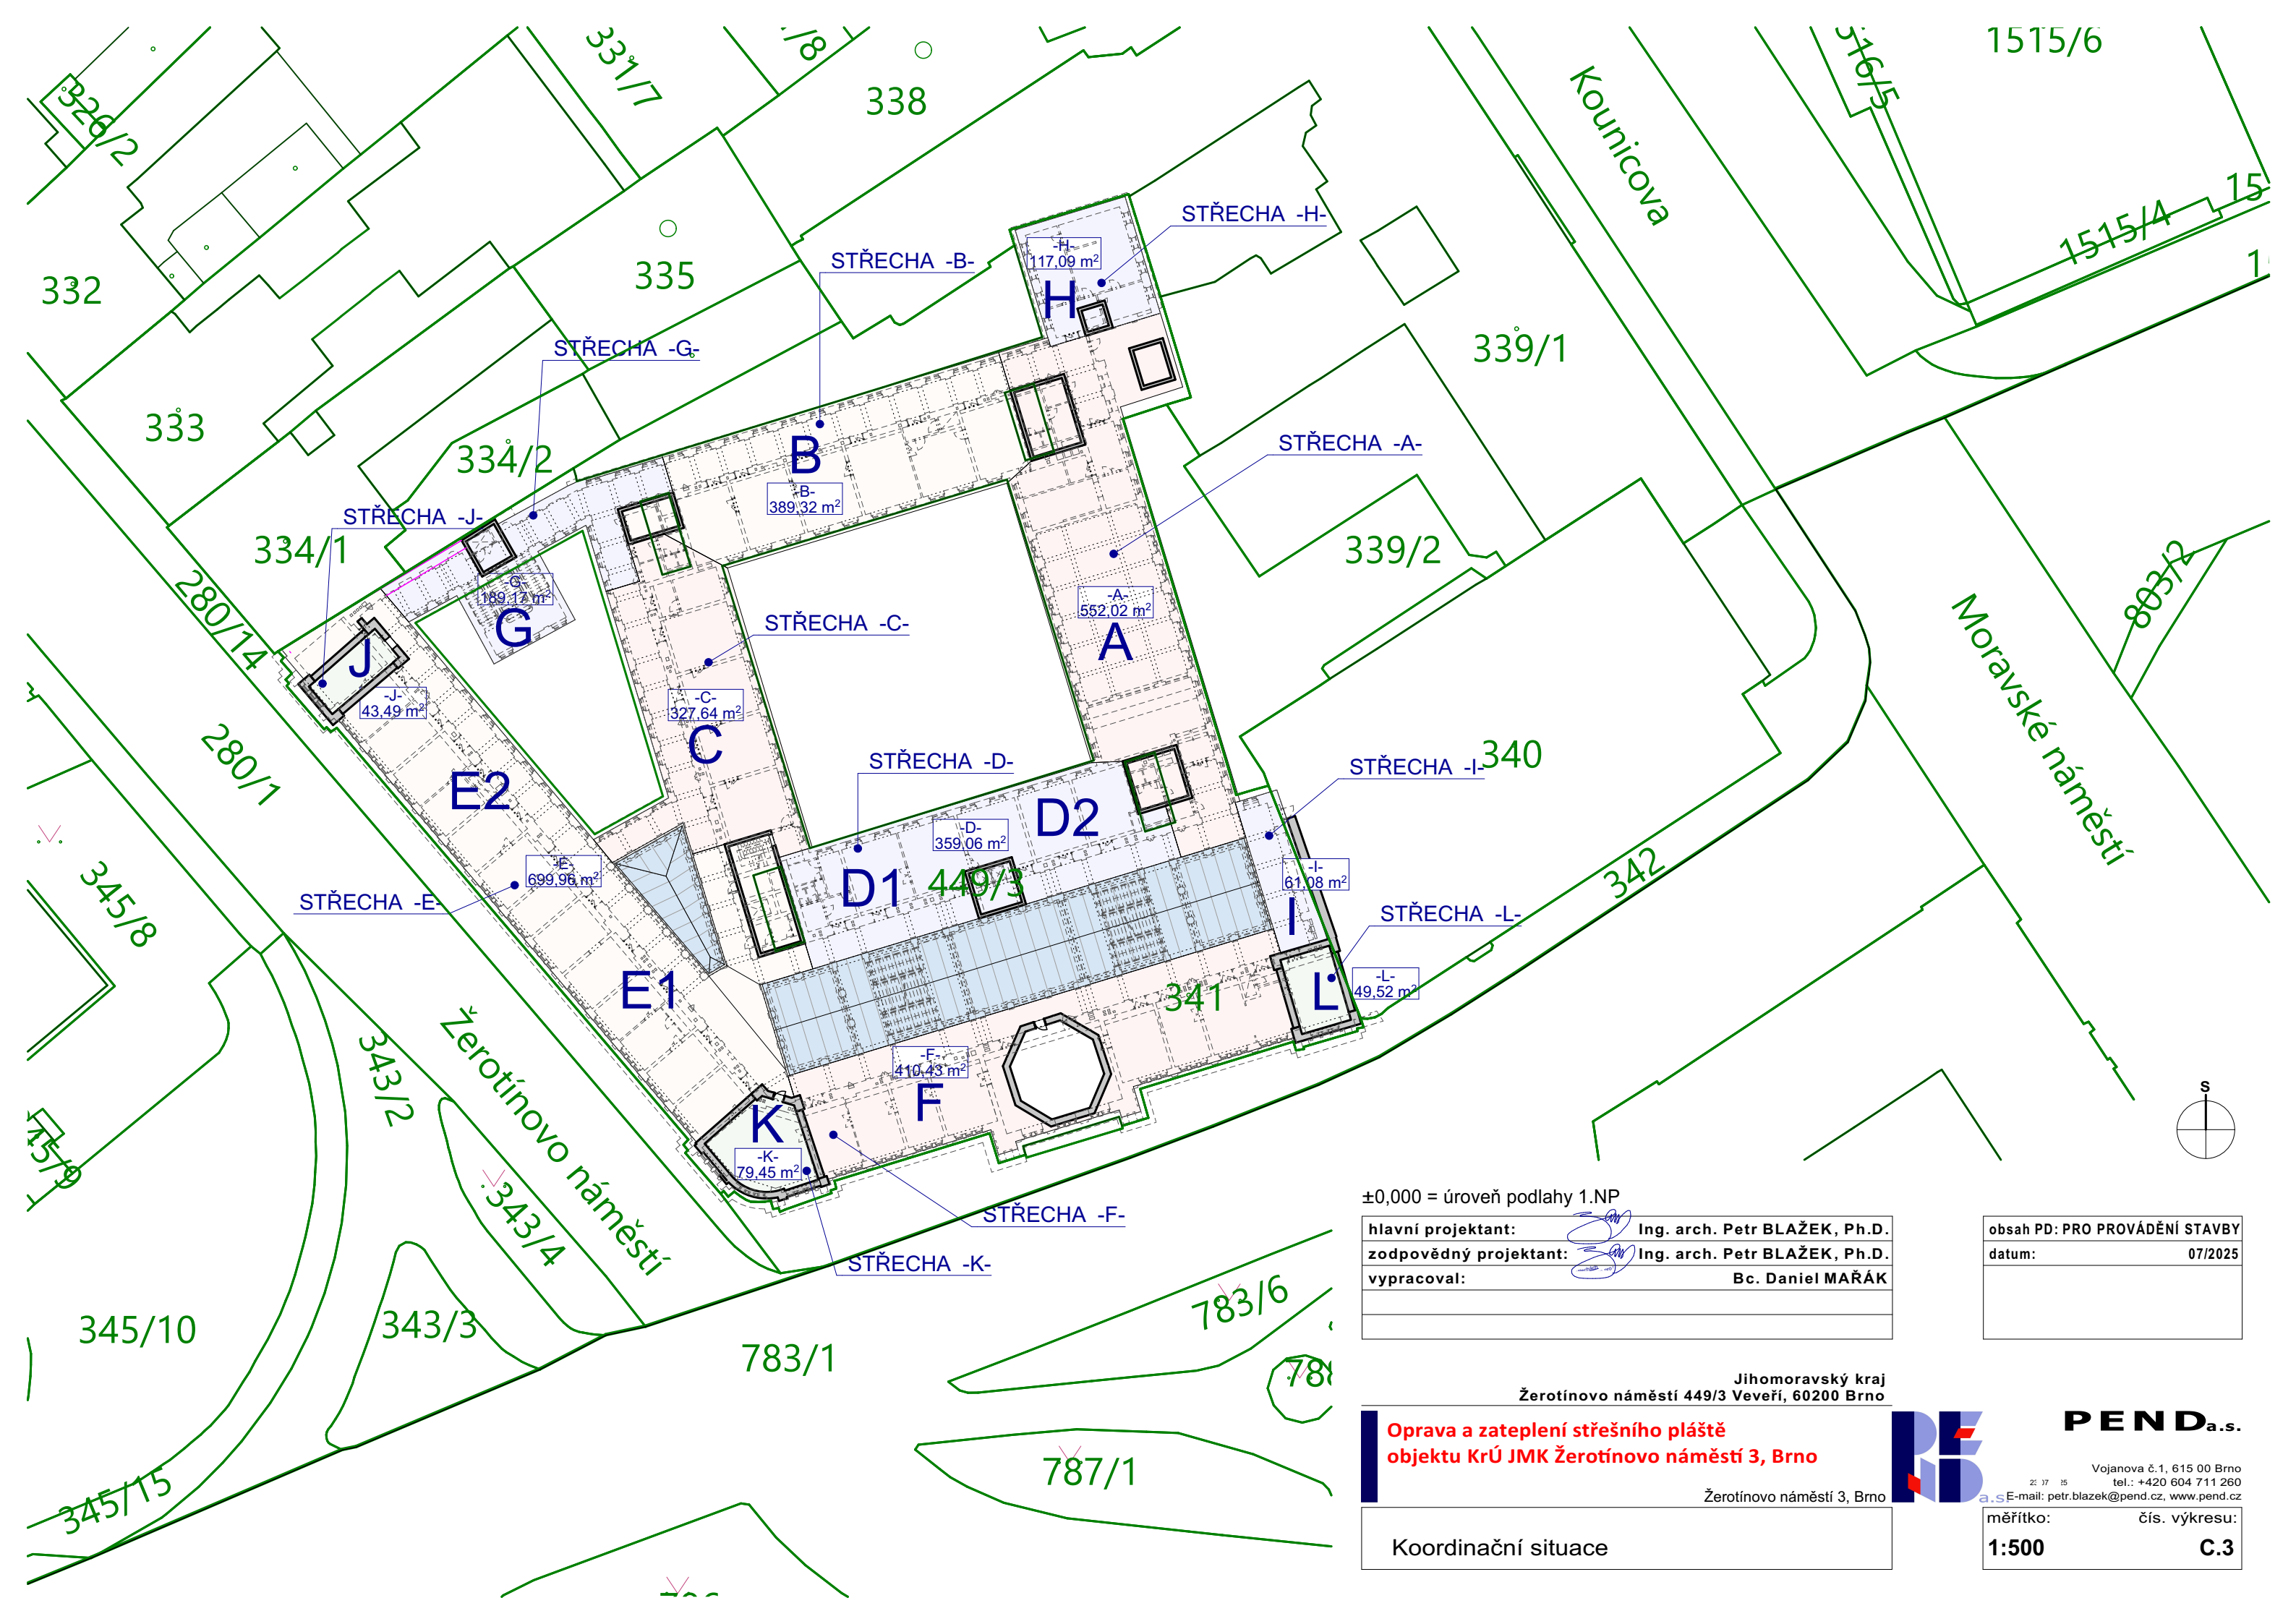 331/7
/8
338
1515/6
516/5
326/2
Kounicova
1515/4
15
1
332
335
STŘECHA -H-
STŘECHA -B-
-H-
117,09 m²
H
339/1
STŘECHA -G-
333
334/2
B
-B-
389,32 m²
STŘECHA -A-
STŘECHA -J-
334/1
339/2
280/14
-G-
189,17 m²
G
-A-
552,02 m²
A
803/2
Moravské náměstí
STŘECHA -C-
J
-J-
43,49 m²
-C-
327,64 m²
C
280/1
E2
STŘECHA -D-
STŘECHA -I-
340
D2
-D-
359,06 m²
D1
449/3
-E-
699,96 m²
STŘECHA -E-
-I-
61,08 m²
I
342
345/8
STŘECHA -L-
E1
L
-L-
49,52 m²
341
343/2
Žerotínovo náměstí
-F-
410,43 m²
F
K
-K-
79,45 m²
45/9
343/4
STŘECHA -F-
STŘECHA -K-
S
345/10
343/3
783/1
783/6
787/1
345/15
±0,000 = úroveň podlahy 1.NP
hlavní projektant: Ing. arch. Petr BLAŽEK, Ph.D.
zodpovědný projektant: Ing. arch. Petr BLAŽEK, Ph.D.
vypracoval: Bc. Daniel MAŘÁK
obsah PD: PRO PROVÁDĚNÍ STAVBY
datum: 07/2025
Jihomoravský kraj
Žerotínovo náměstí 449/3 Veveří, 60200 Brno
Oprava a zateplení střešního pláště
objektu KrÚ JMK Žerotínovo náměstí 3, Brno
Žerotínovo náměstí 3, Brno
PEND a.s.
PEND a.s.
Vojanova č.1, 615 00 Brno
tel.: +420 604 711 260
E-mail: petr.blazek@pend.cz, www.pend.cz
Koordinační situace
měřítko: čís. výkresu:
1:500 C.3